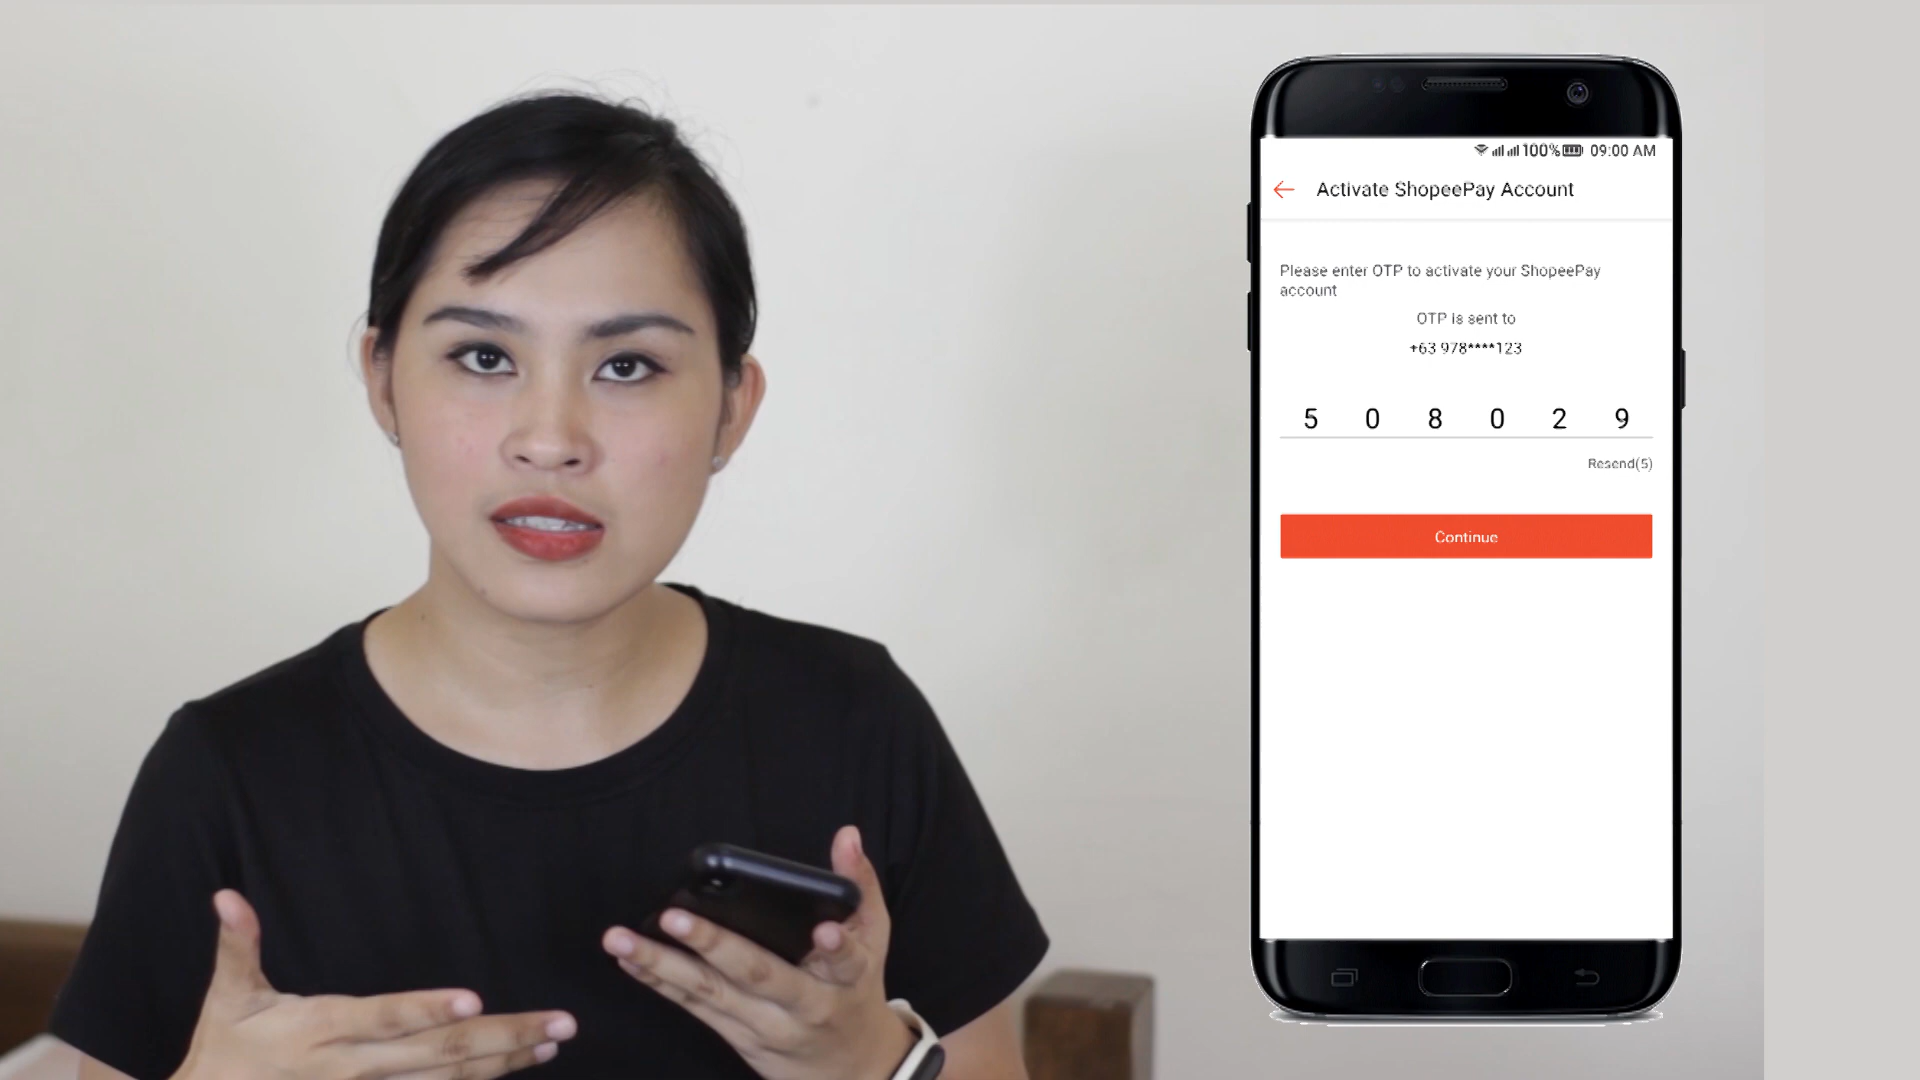 100% 09:00 AM
Activate ShopeePay Account
Please enter OTP to activate your ShopeePay
account
OTP is sent to
+63 978****123
5 0 8 0 2 9
Resend(5)
Continue